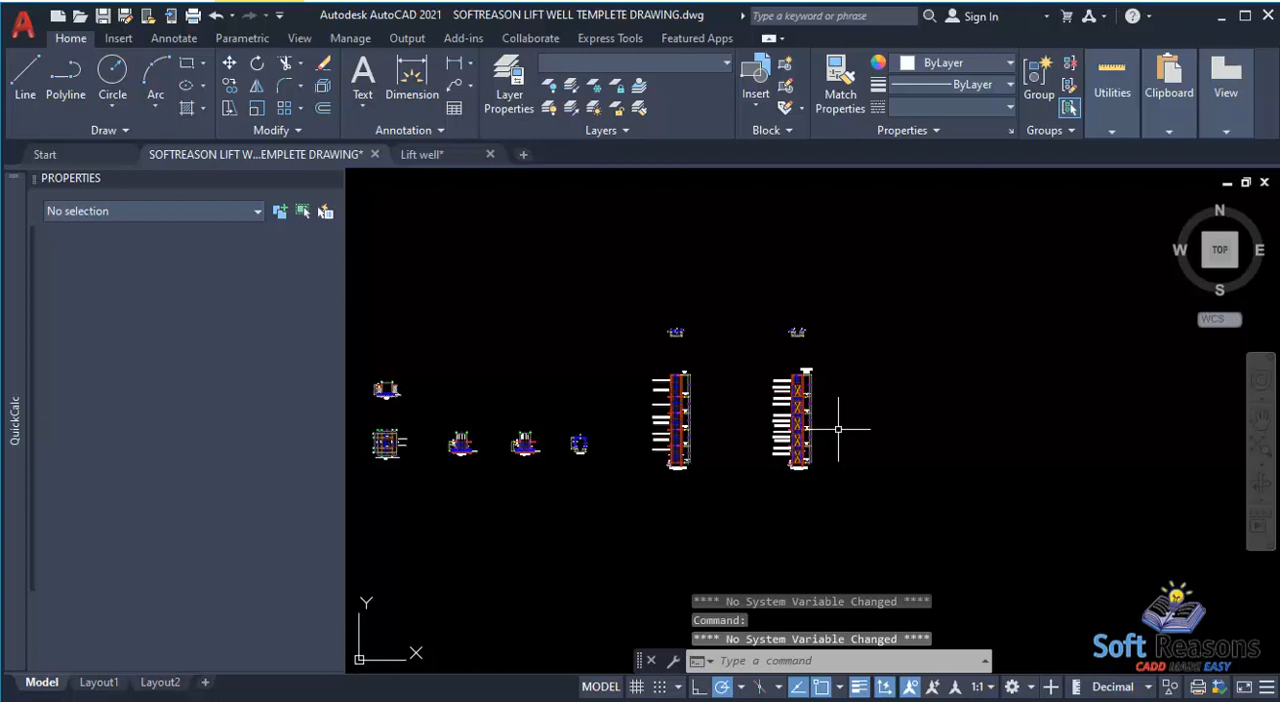 Autodesk AutoCAD 2021 SOFTREASON LIFT WELL TEMPLETE DRAWING.dwg Type a keyword or phrase Sign In
Home Insert Annotate Parametric View Manage Output Add-ins Collaborate Express Tools Featured Apps
Line Polyline Circle Arc Text Dimension Layer Properties Insert Match Properties ByLayer ByLayer Group Utilities Clipboard View
Draw Modify Annotation Layers Block Properties Groups
Start SOFTREASON LIFT W...EMPLETE DRAWING* Lift well*
PROPERTIES
No selection
QuickCalc
N
W TOP E
S
WCS
Y
X
**** No System Variable Changed ****
Command:
**** No System Variable Changed ****
Type a command
Soft Reasons
CADD MADE EASY
Model Layout1 Layout2 + MODEL 1:1 Decimal